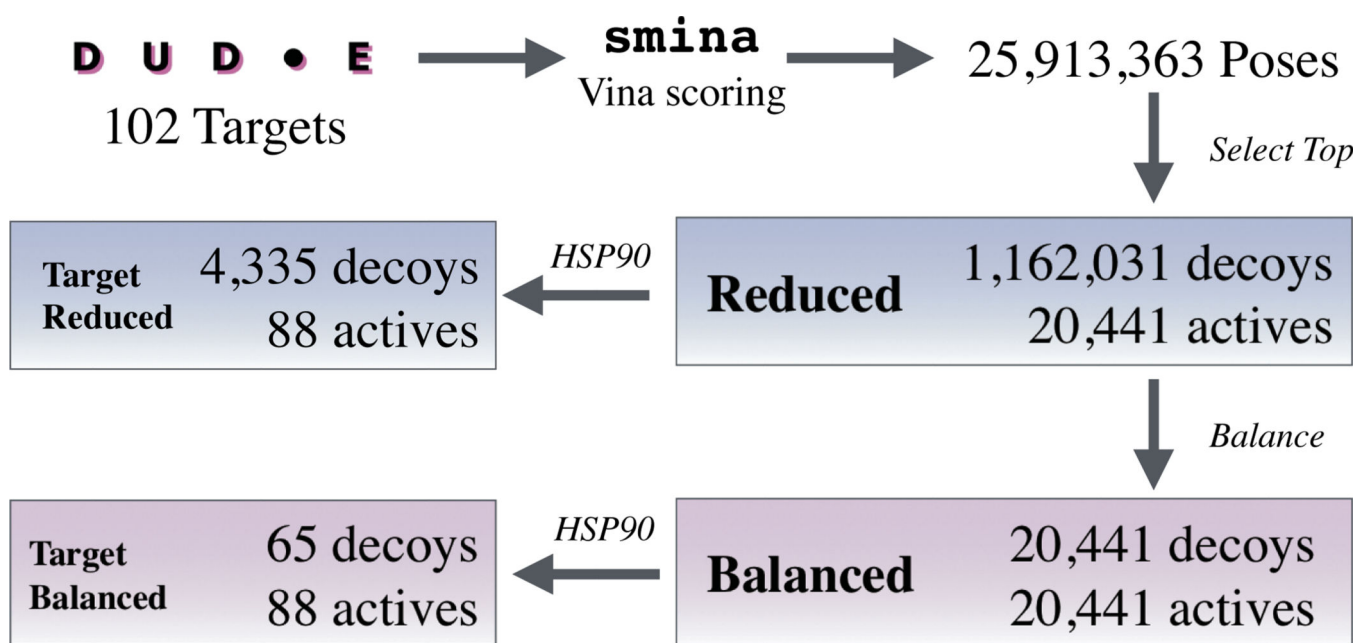 D U D • E
102 Targets
smina
Vina scoring
25,913,363 Poses
Select Top
Reduced
1,162,031 decoys
20,441 actives
HSP90
Target
Reduced
4,335 decoys
88 actives
Balance
Balanced
20,441 decoys
20,441 actives
HSP90
Target
Balanced
65 decoys
88 actives